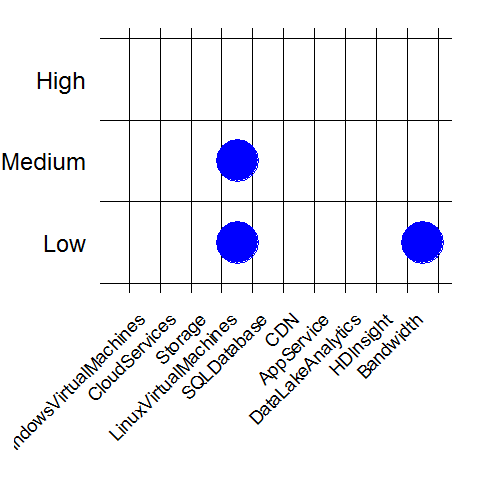 High
Medium
Low
ndowsVirtualMachines
CloudServices
Storage
LinuxVirtualMachines
SQLDatabase
CDN
AppService
DataLakeAnalytics
HDInsight
Bandwidth